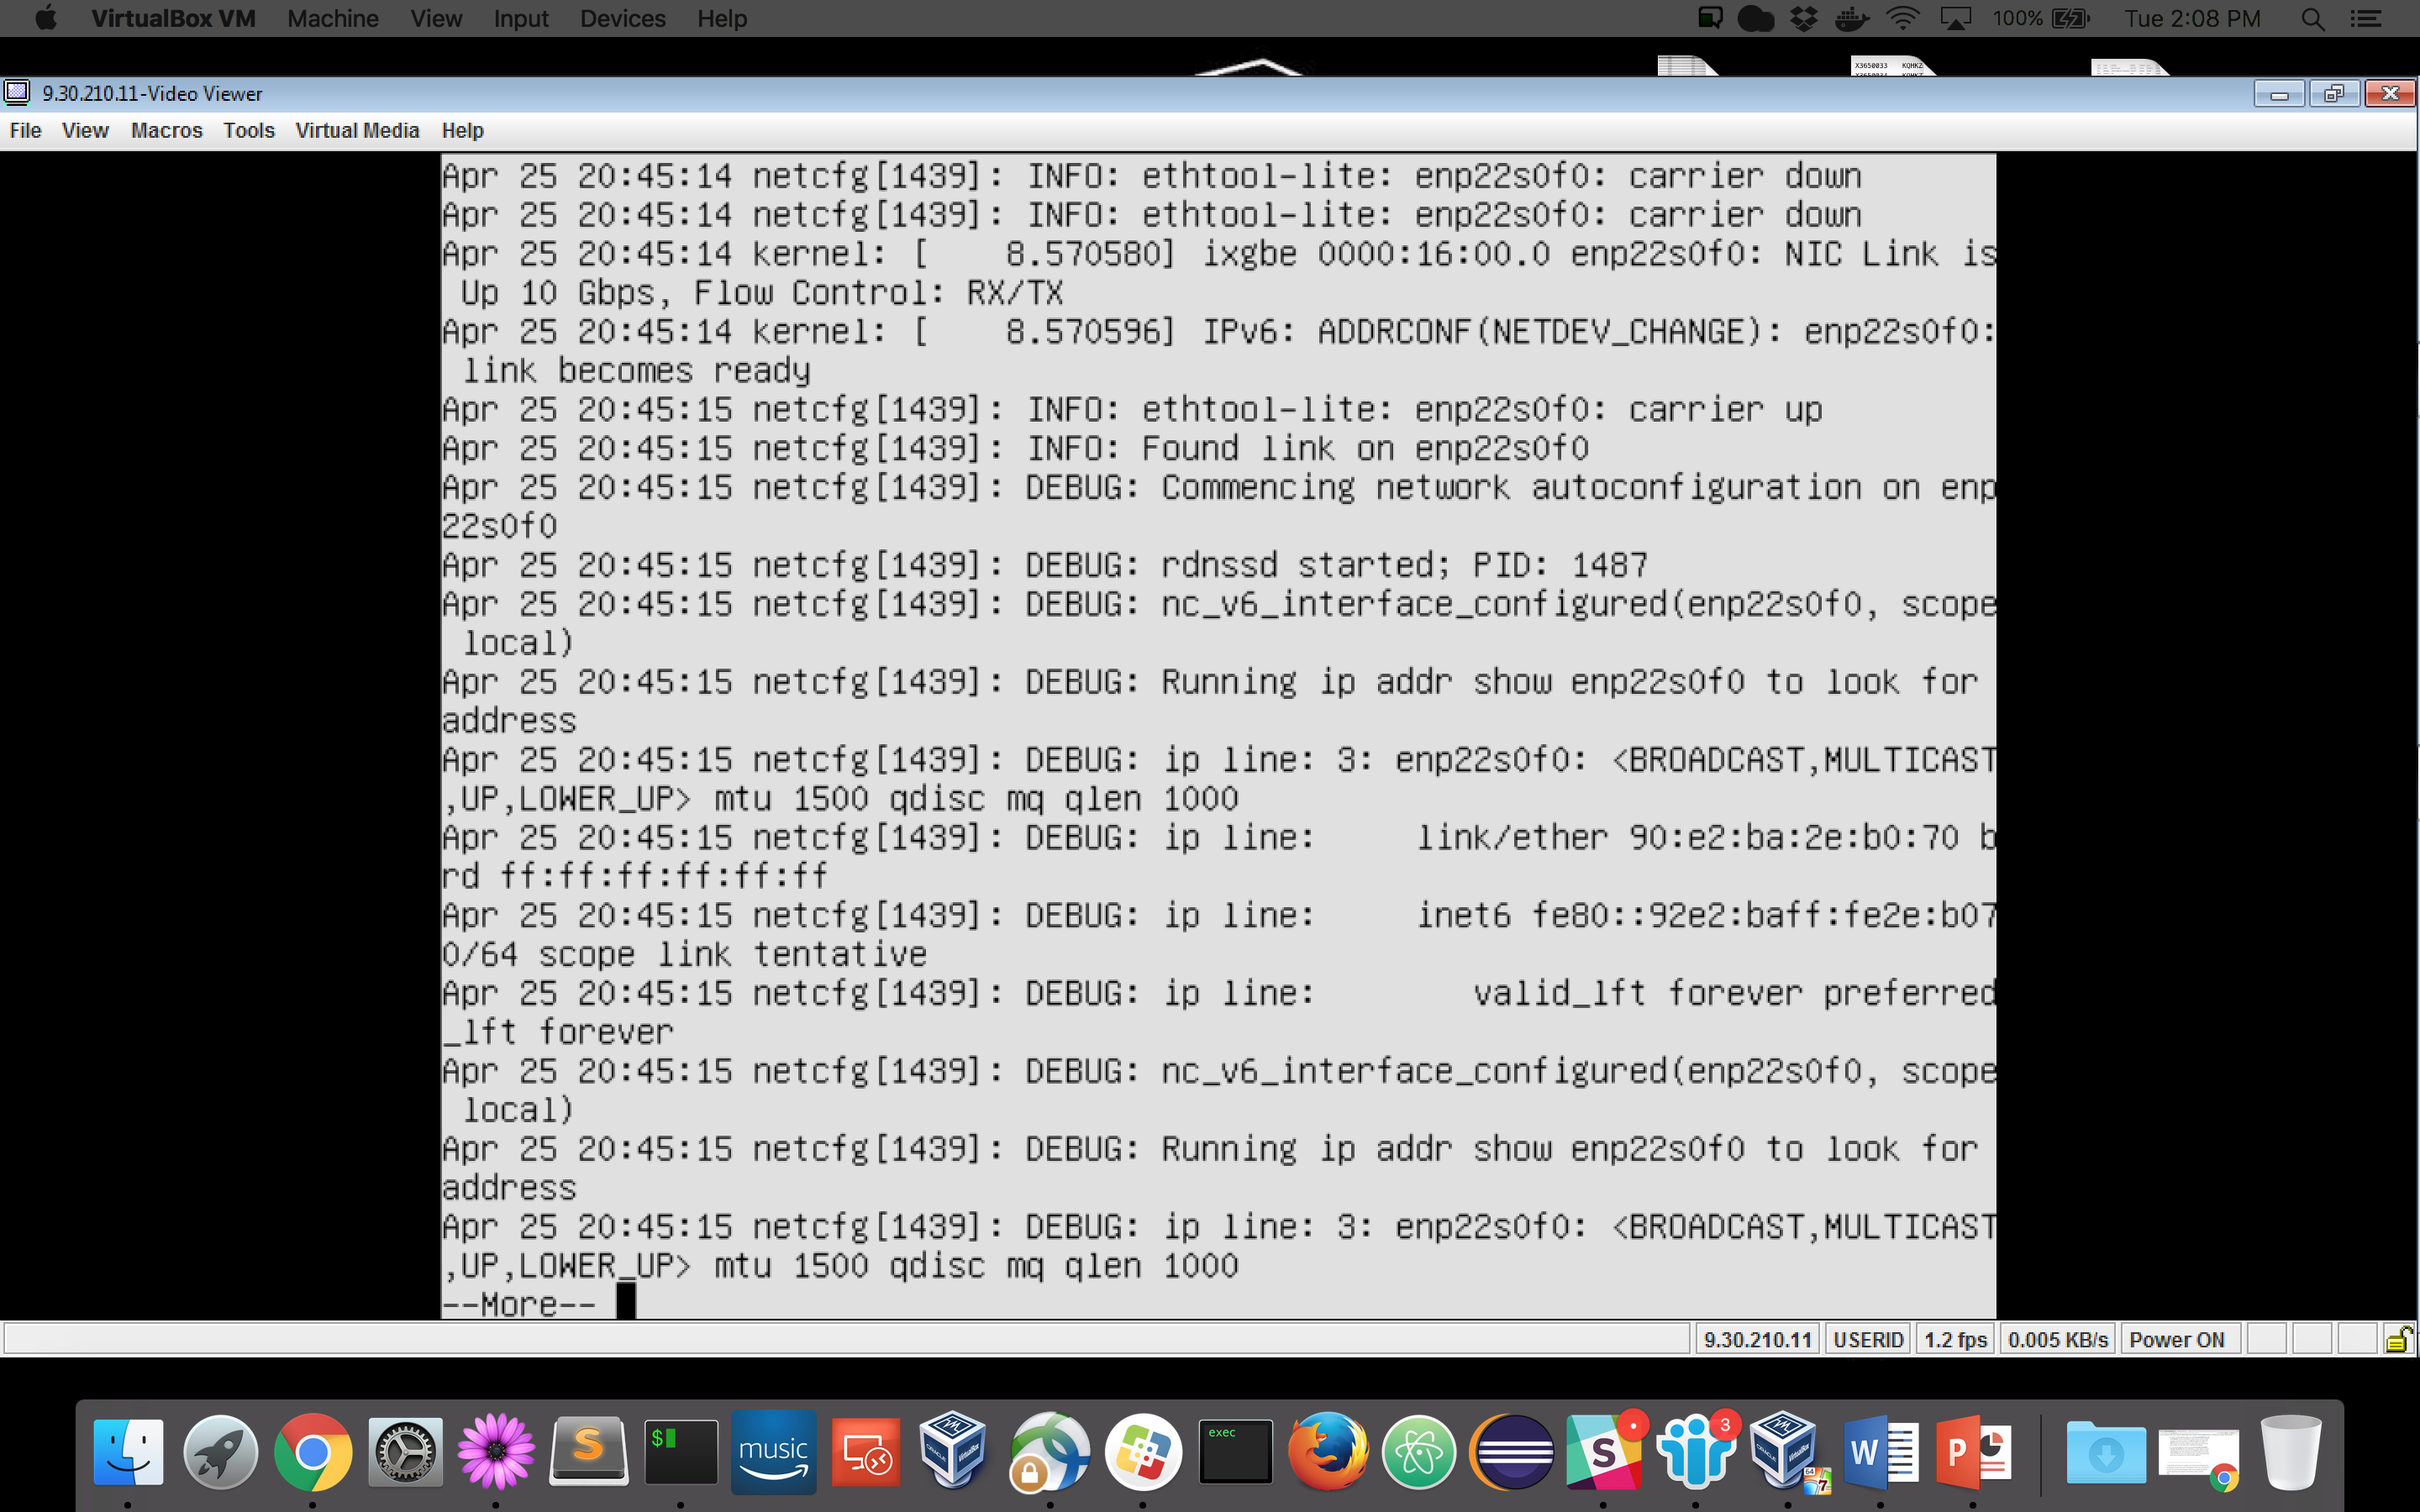 VirtualBox VM Machine View Input Devices Help 100% Tue 2:08 PM
X3650033 KQHKZ
9.30.210.11-Video Viewer
File View Macros Tools Virtual Media Help
Apr 25 20:45:14 netcfg[1439]: INFO: ethtool-lite: enp22s0f0: carrier down
Apr 25 20:45:14 netcfg[1439]: INFO: ethtool-lite: enp22s0f0: carrier down
Apr 25 20:45:14 kernel: [    8.570580] ixgbe 0000:16:00.0 enp22s0f0: NIC Link is
 Up 10 Gbps, Flow Control: RX/TX
Apr 25 20:45:14 kernel: [    8.570596] IPv6: ADDRCONF(NETDEV_CHANGE): enp22s0f0:
 link becomes ready
Apr 25 20:45:15 netcfg[1439]: INFO: ethtool-lite: enp22s0f0: carrier up
Apr 25 20:45:15 netcfg[1439]: INFO: Found link on enp22s0f0
Apr 25 20:45:15 netcfg[1439]: DEBUG: Commencing network autoconfiguration on enp
22s0f0
Apr 25 20:45:15 netcfg[1439]: DEBUG: rdnssd started; PID: 1487
Apr 25 20:45:15 netcfg[1439]: DEBUG: nc_v6_interface_configured(enp22s0f0, scope
 local)
Apr 25 20:45:15 netcfg[1439]: DEBUG: Running ip addr show enp22s0f0 to look for
address
Apr 25 20:45:15 netcfg[1439]: DEBUG: ip line: 3: enp22s0f0: <BROADCAST,MULTICAST
,UP,LOWER_UP> mtu 1500 qdisc mq qlen 1000
Apr 25 20:45:15 netcfg[1439]: DEBUG: ip line:     link/ether 90:e2:ba:2e:b0:70 b
rd ff:ff:ff:ff:ff:ff
Apr 25 20:45:15 netcfg[1439]: DEBUG: ip line:     inet6 fe80::92e2:baff:fe2e:b07
0/64 scope link tentative
Apr 25 20:45:15 netcfg[1439]: DEBUG: ip line:        valid_lft forever preferred
_lft forever
Apr 25 20:45:15 netcfg[1439]: DEBUG: nc_v6_interface_configured(enp22s0f0, scope
 local)
Apr 25 20:45:15 netcfg[1439]: DEBUG: Running ip addr show enp22s0f0 to look for
address
Apr 25 20:45:15 netcfg[1439]: DEBUG: ip line: 3: enp22s0f0: <BROADCAST,MULTICAST
,UP,LOWER_UP> mtu 1500 qdisc mq qlen 1000
--More--
9.30.210.11 USERID 1.2 fps 0.005 KB/s Power ON
S $ music exec S 3 W P